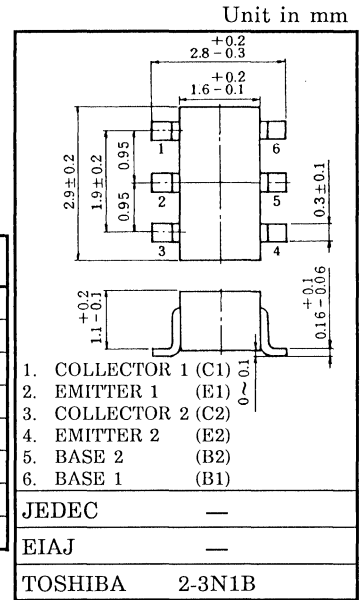 Unit in mm
+0.2
2.8 − 0.3
+0.2
1.6 − 0.1
1
2
3
6
5
4
2.9 ± 0.2
1.9 ± 0.2
0.95
0.95
0.3 ± 0.1
+0.2
1.1 − 0.1
+0.1
0.16 − 0.06
0 ~ 0.1
1. COLLECTOR 1 (C1)
2. EMITTER 1 (E1)
3. COLLECTOR 2 (C2)
4. EMITTER 2 (E2)
5. BASE 2 (B2)
6. BASE 1 (B1)
JEDEC —
EIAJ —
TOSHIBA 2-3N1B